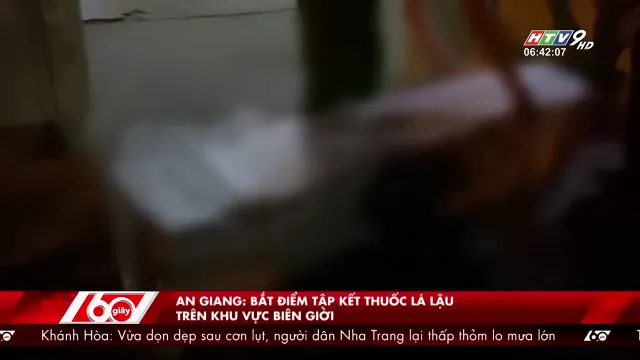 HTV9 HD
06:42:07
60 giây
AN GIANG: BẮT ĐIỂM TẬP KẾT THUỐC LÁ LẬU
TRÊN KHU VỰC BIÊN GIỚI
Khánh Hòa: Vừa dọn dẹp sau cơn lụt, người dân Nha Trang lại thấp thỏm lo mưa lớn
60